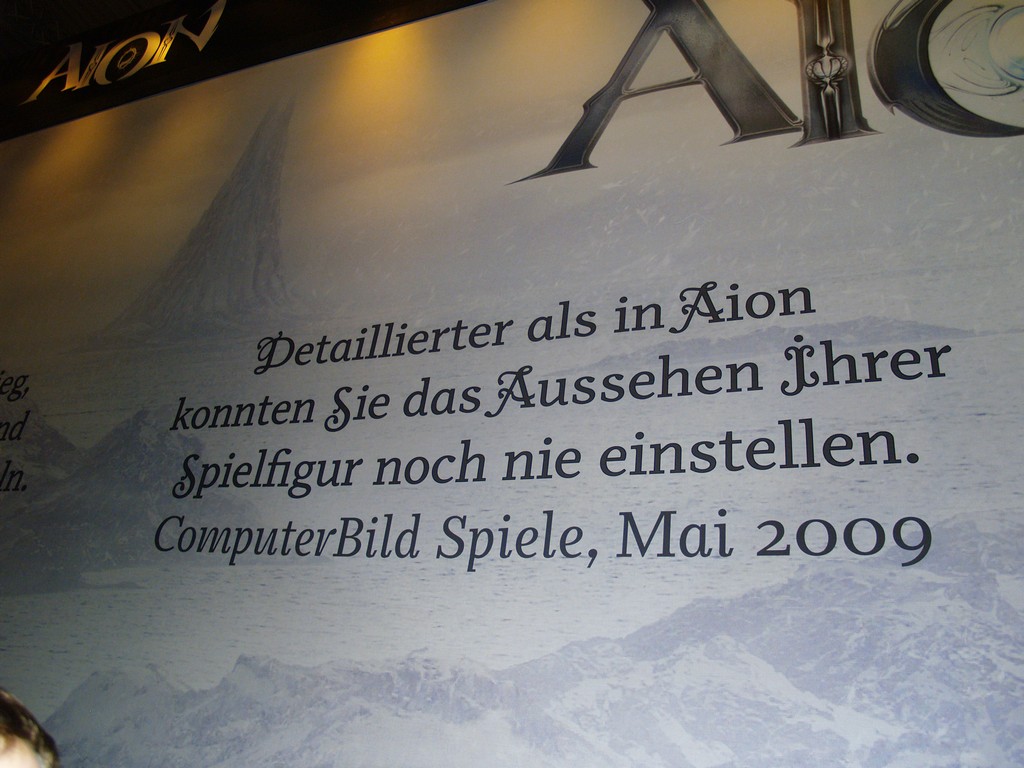 AION
Detaillierter als in Aion
konnten Sie das Aussehen Ihrer
Spielfigur noch nie einstellen.
ComputerBild Spiele, Mai 2009